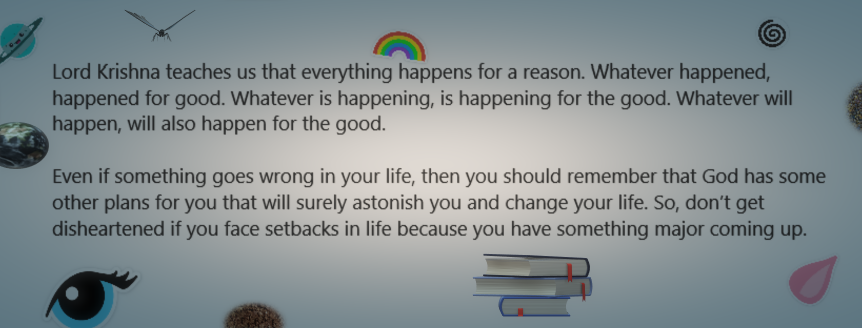 Lord Krishna teaches us that everything happens for a reason. Whatever happened,
happened for good. Whatever is happening, is happening for the good. Whatever will
happen, will also happen for the good.
Even if something goes wrong in your life, then you should remember that God has some
other plans for you that will surely astonish you and change your life. So, don’t get
disheartened if you face setbacks in life because you have something major coming up.